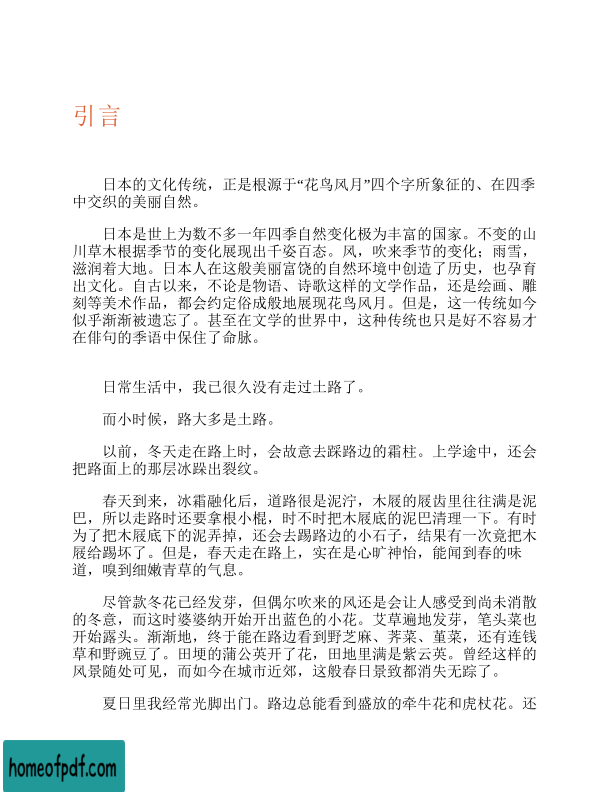 引言
日本的文化传统，正是根源于“花鸟风月”四个字所象征的、在四季
中交织的美丽自然。
日本是世上为数不多一年四季自然变化极为丰富的国家。不变的山
川草木根据季节的变化展现出千姿百态。风，吹来季节的变化；雨雪，
滋润着大地。日本人在这般美丽富饶的自然环境中创造了历史，也孕育
出文化。自古以来，不论是物语、诗歌这样的文学作品，还是绘画、雕
刻等美术作品，都会约定俗成般地展现花鸟风月。但是，这一传统如今
似乎渐渐被遗忘了。甚至在文学的世界中，这种传统也只是好不容易才
在俳句的季语中保住了命脉。
日常生活中，我已很久没有走过土路了。
而小时候，路大多是土路。
以前，冬天走在路上时，会故意去踩路边的霜柱。上学途中，还会
把路面上的那层冰跺出裂纹。
春天到来，冰霜融化后，道路很是泥泞，木屐的屐齿里往往满是泥
巴，所以走路时还要拿根小棍，时不时把木屐底的泥巴清理一下。有时
为了把木屐底下的泥弄掉，还会去踢路边的小石子，结果有一次竟把木
屐给踢坏了。但是，春天走在路上，实在是心旷神怡，能闻到春的味
道，嗅到细嫩青草的气息。
尽管款冬花已经发芽，但偶尔吹来的风还是会让人感受到尚未消散
的冬意，而这时婆婆纳开始开出蓝色的小花。艾草遍地发芽，笔头菜也
开始露头。渐渐地，终于能在路边看到野芝麻、荠菜、堇菜，还有连钱
草和野豌豆了。田埂的蒲公英开了花，田地里满是紫云英。曾经这样的
风景随处可见，而如今在城市近郊，这般春日景致都消失无踪了。
夏日里我经常光脚出门。路边总能看到盛放的牵牛花和虎杖花。还
homeofpdf.com